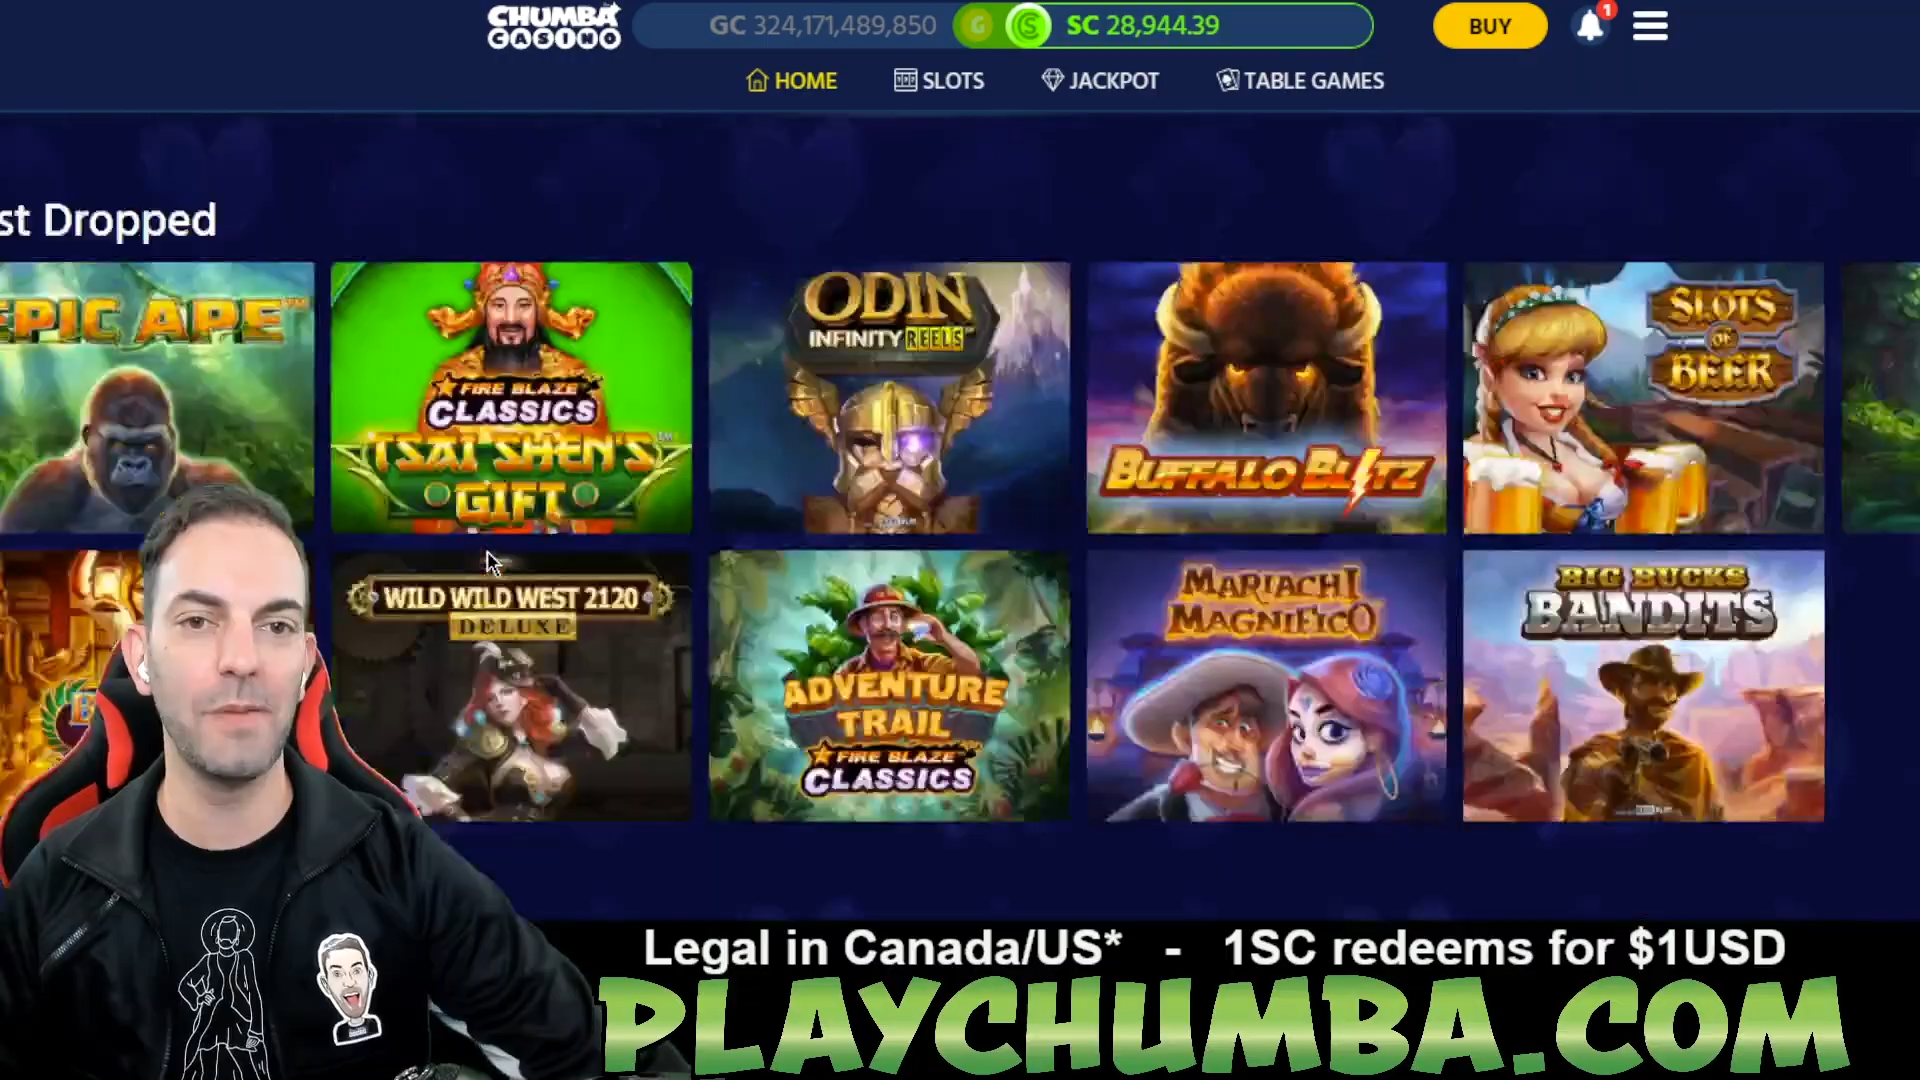 CHUMBA
CASINO
GC 324,171,489,850
G
S
SC 28,944.39
BUY
1
HOME
SLOTS
JACKPOT
TABLE GAMES
st Dropped
EPIC APE™
FIRE BLAZE
CLASSICS
TSAI SHEN'S™
GIFT
ODIN
INFINITY REELS
BUFFALO BLITZ
SLOTS
OF
BEER
WILD WILD WEST 2120
DELUXE
ADVENTURE
TRAIL
FIRE BLAZE
CLASSICS
MARIACHI
MAGNIFICO
BIG BUCKS
BANDITS
Legal in Canada/US* - 1SC redeems for $1USD
PLAYCHUMBA.COM